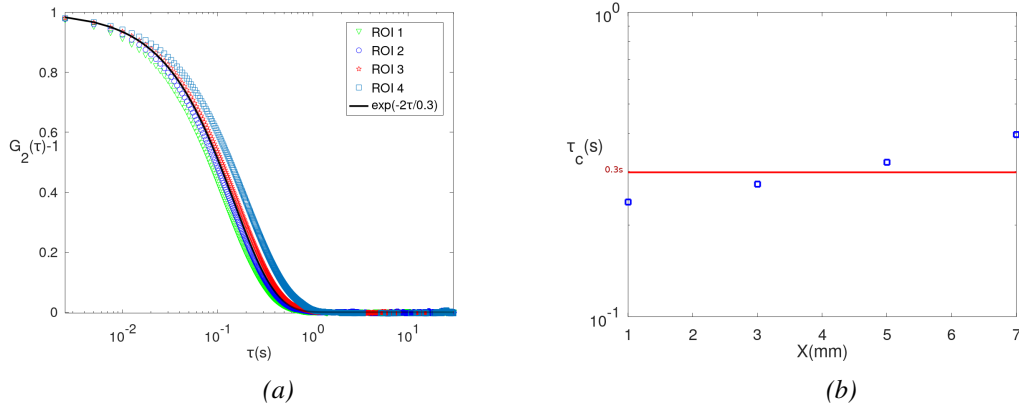 1
0.8
0.6
0.4
0.2
0
G₂(τ)-1
ROI 1
ROI 2
ROI 3
ROI 4
exp(-2τ/0.3)
10⁻² 10⁻¹ 10⁰ 10¹
τ(s)
(a)
10⁰
τ_c(s)
0.3s
10⁻¹
1 2 3 4 5 6 7
X(mm)
(b)